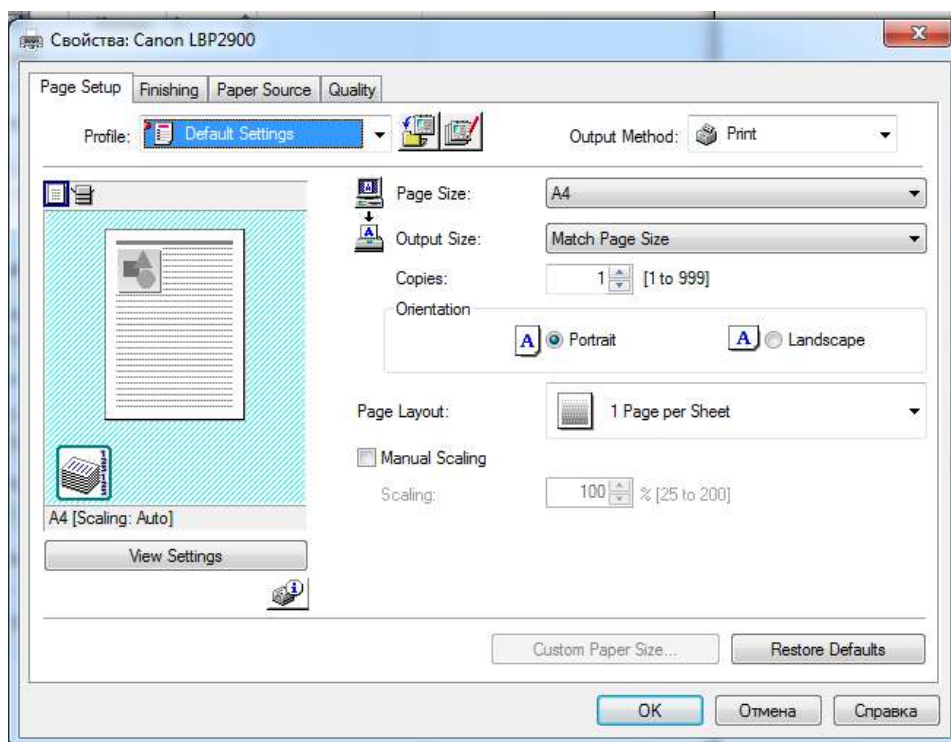 Свойства: Canon LBP2900
Page Setup Finishing Paper Source Quality
Profile: Default Settings Output Method: Print
Page Size: A4
Output Size: Match Page Size
Copies: 1 [1 to 999]
Orientation
A Portrait A Landscape
Page Layout: 1 Page per Sheet
Manual Scaling
Scaling: 100 % [25 to 200]
A4 [Scaling: Auto]
View Settings
Custom Paper Size... Restore Defaults
OK Отмена Справка